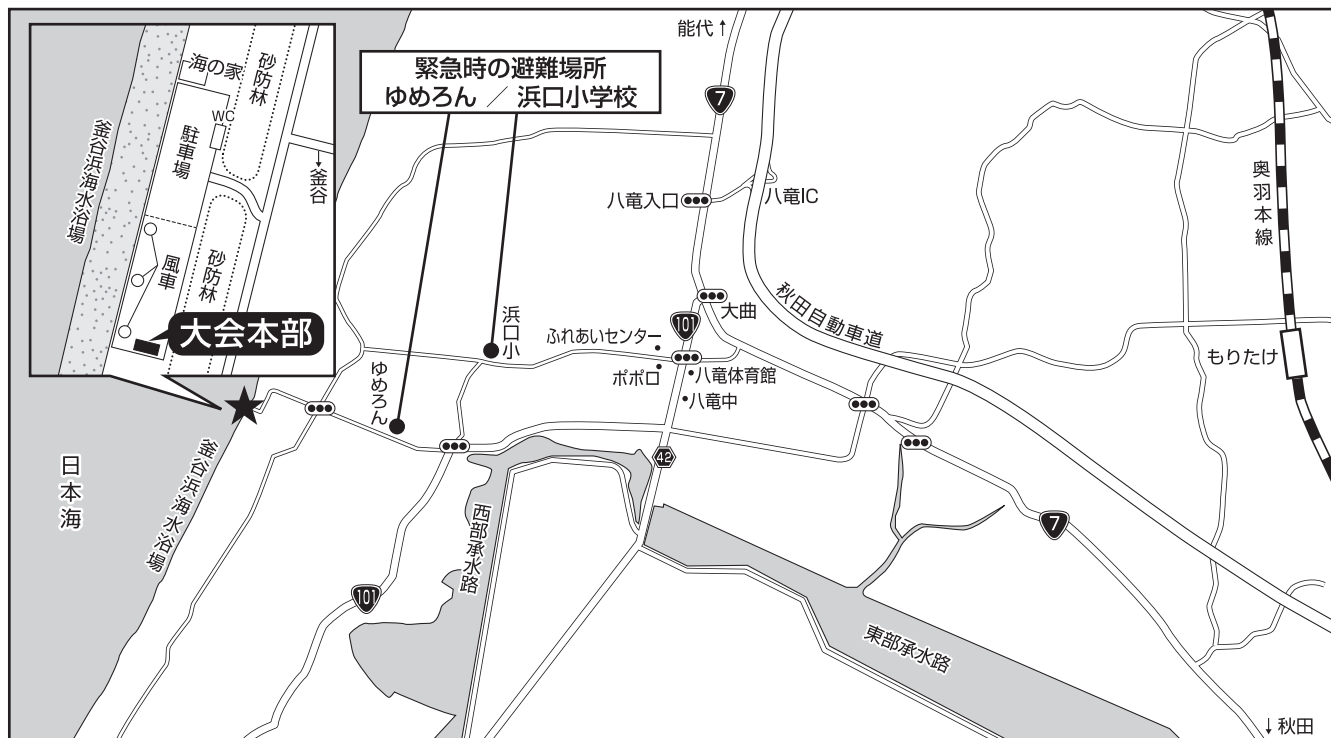 海の家
砂防林
WC
駐車場
釜谷浜海水浴場
↓釜谷
風車
砂防林
大会本部
緊急時の避難場所
ゆめろん ／ 浜口小学校
能代↑
7
八竜入口
八竜IC
奥羽本線
大曲
秋田自動車道
101
浜口小
ふれあいセンター
ポポロ
八竜体育館
八竜中
もりたけ
ゆめろん
42
日本海
釜谷浜海水浴場
西部承水路
7
101
東部承水路
↓秋田